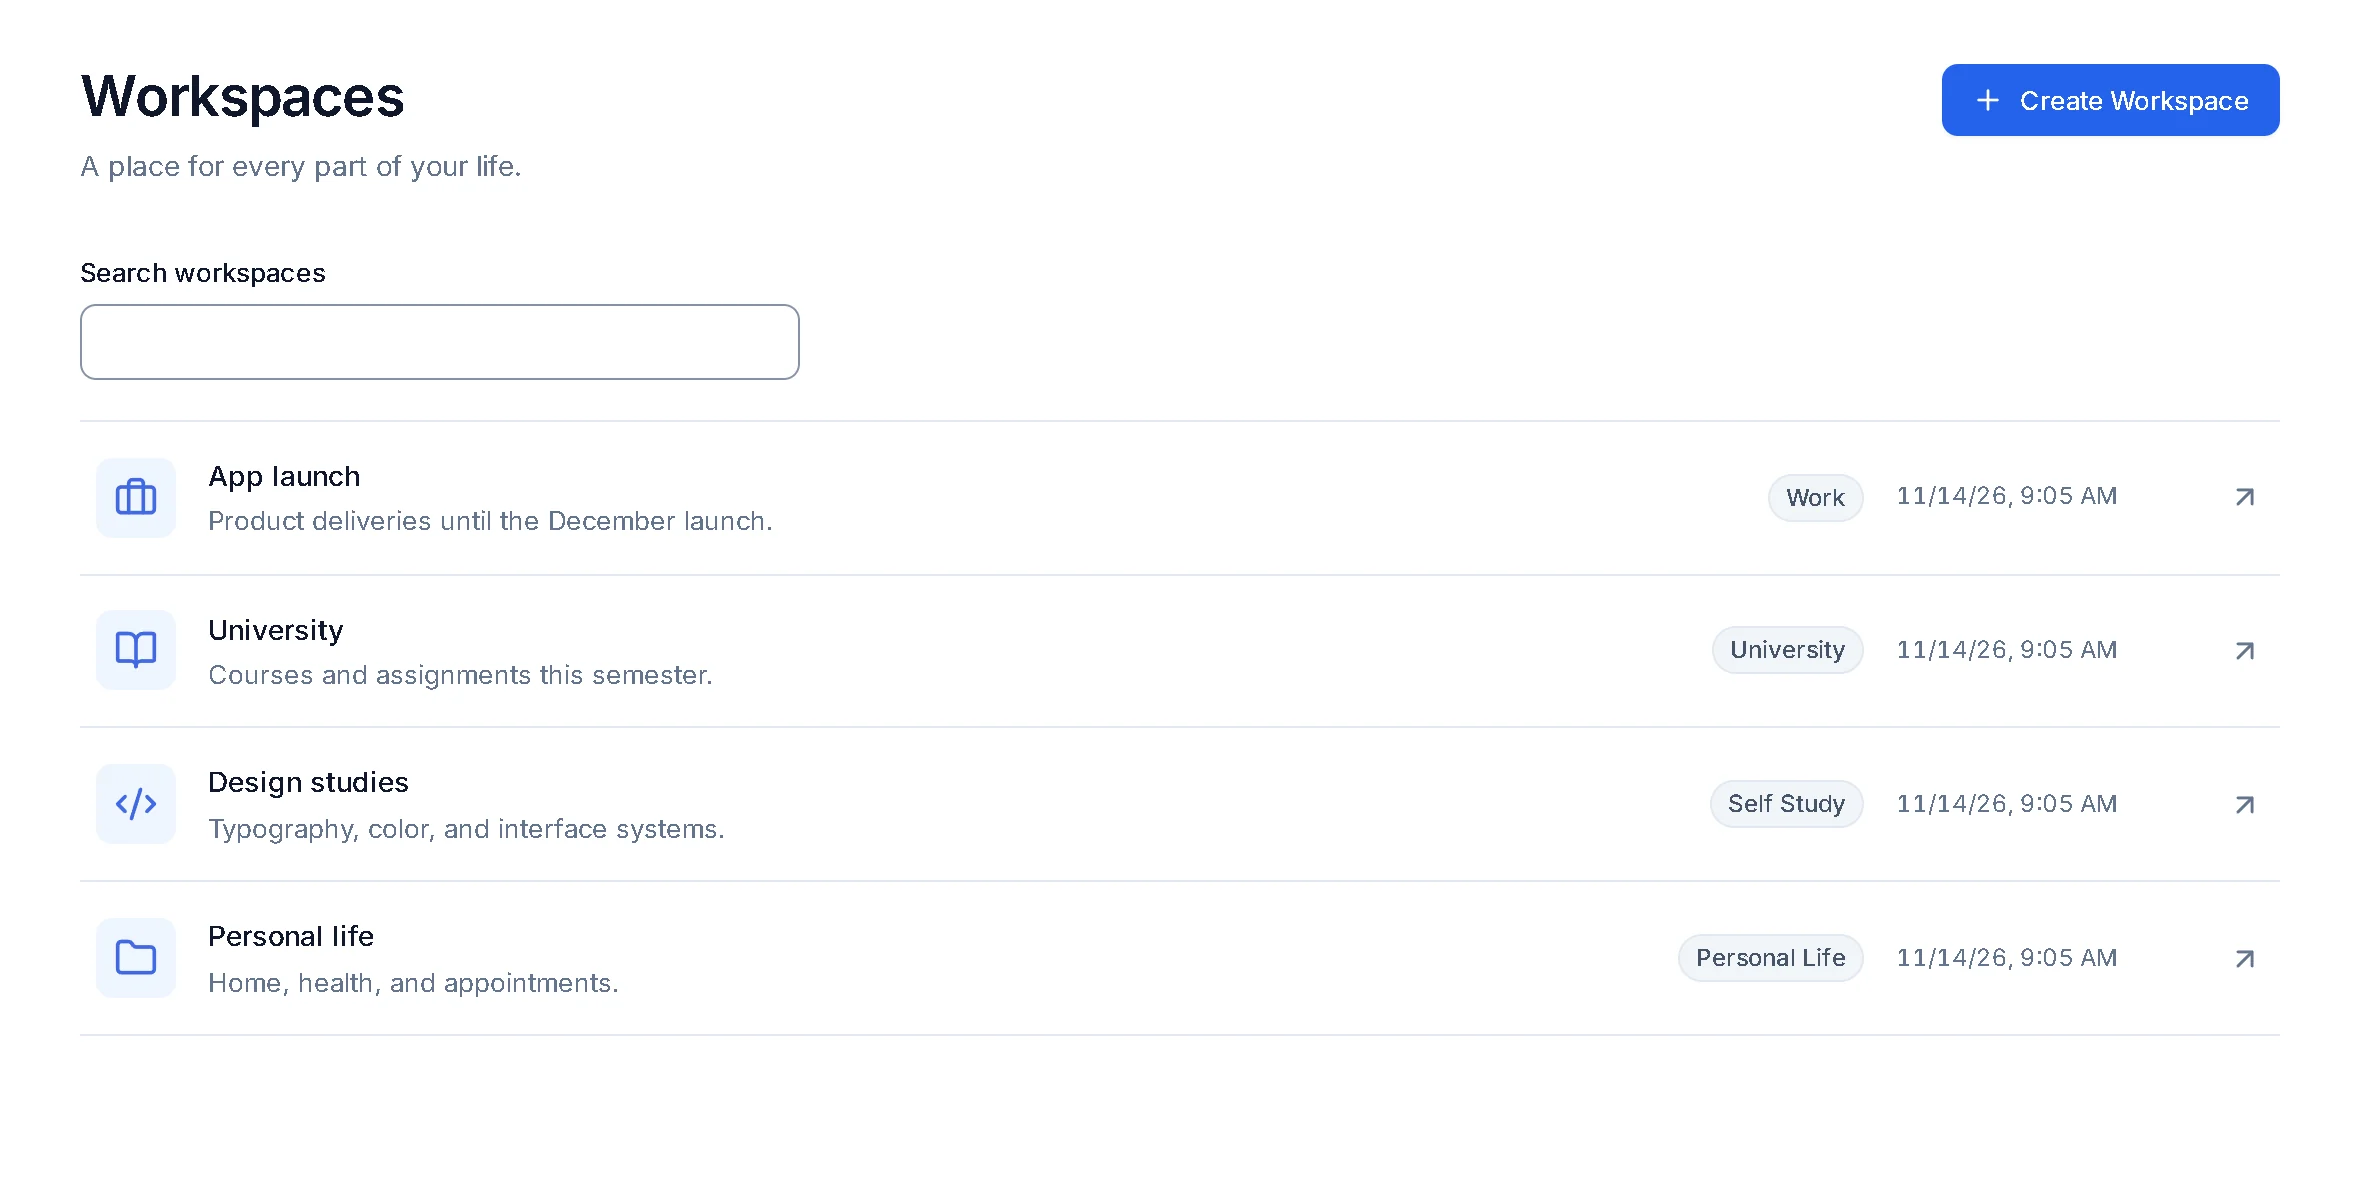 Workspaces
Create Workspace
A place for every part of your life.
Search workspaces
App launch
Product deliveries until the December launch.
Work
11/14/26, 9:05 AM
University
Courses and assignments this semester.
University
11/14/26, 9:05 AM
Design studies
Typography, color, and interface systems.
Self Study
11/14/26, 9:05 AM
Personal life
Home, health, and appointments.
Personal Life
11/14/26, 9:05 AM